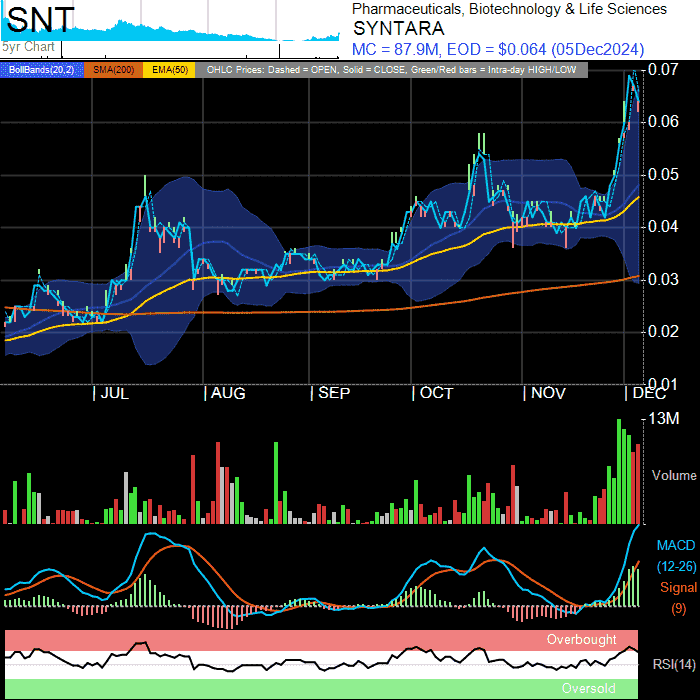 SNT
5yr Chart
Pharmaceuticals, Biotechnology & Life Sciences
SYNTARA
MC = 87.9M, EOD = $0.064 (05Dec2024)
BollBands(20,2) SMA(200) EMA(50) OHLC Prices: Dashed = OPEN, Solid = CLOSE, Green/Red bars = Intra-day HIGH/LOW
0.07
0.06
0.05
0.04
0.03
0.02
0.01
JUL AUG SEP OCT NOV DEC
13M
Volume
MACD
(12-26)
Signal
(9)
Overbought
RSI(14)
Oversold